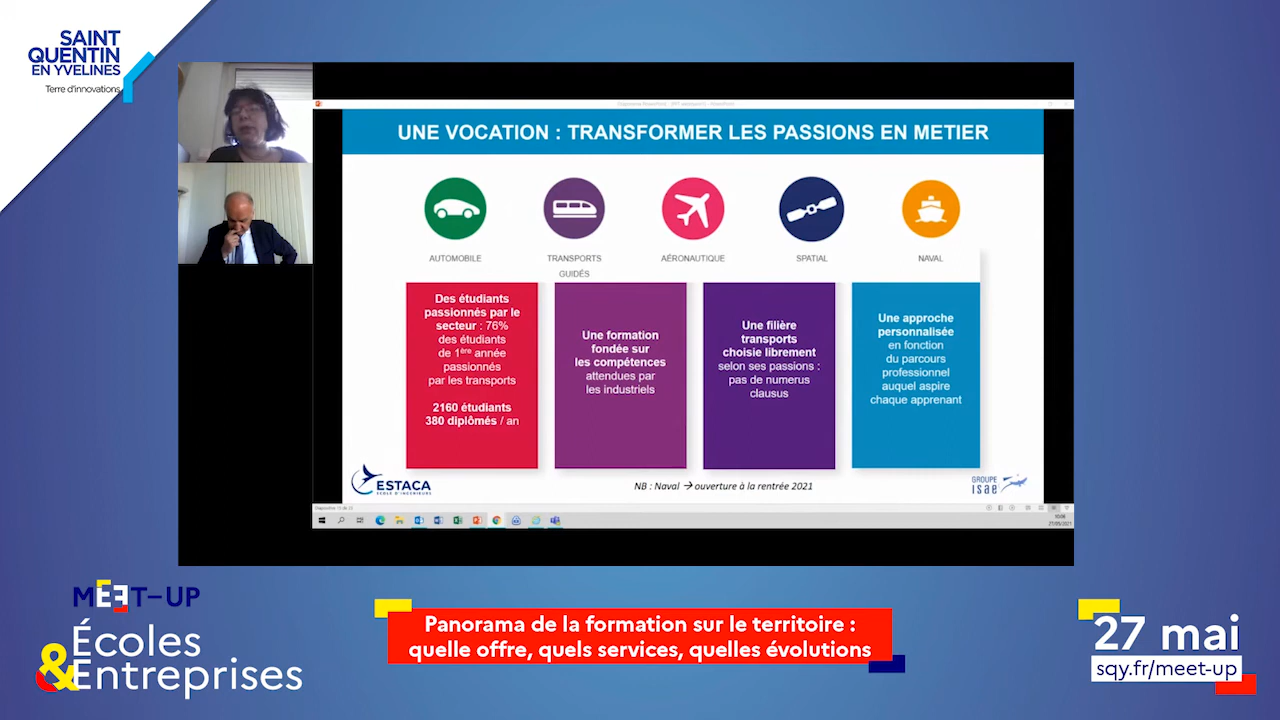 SAINT
QUENTIN
EN YVELINES
Terre d'innovations
UNE VOCATION : TRANSFORMER LES PASSIONS EN METIER
AUTOMOBILE
TRANSPORTS
GUIDÉS
AÉRONAUTIQUE
SPATIAL
NAVAL
Des étudiants
passionnés par le
secteur : 76%
des étudiants
de 1ère année
passionnés
par les transports
2160 étudiants
380 diplômés / an
Une formation
fondée sur
les compétences
attendues par
les industriels
Une filière
transports
choisie librement
selon ses passions :
pas de numerus
clausus
Une approche
personnalisée
en fonction
du parcours
professionnel
auquel aspire
chaque apprenant
ESTACA
ÉCOLE D'INGÉNIEURS
NB : Naval → ouverture à la rentrée 2021
GROUPE
isae
27/05/2021
MEET-UP
Écoles
&Entreprises
Panorama de la formation sur le territoire :
quelle offre, quels services, quelles évolutions
27 mai
sqy.fr/meet-up